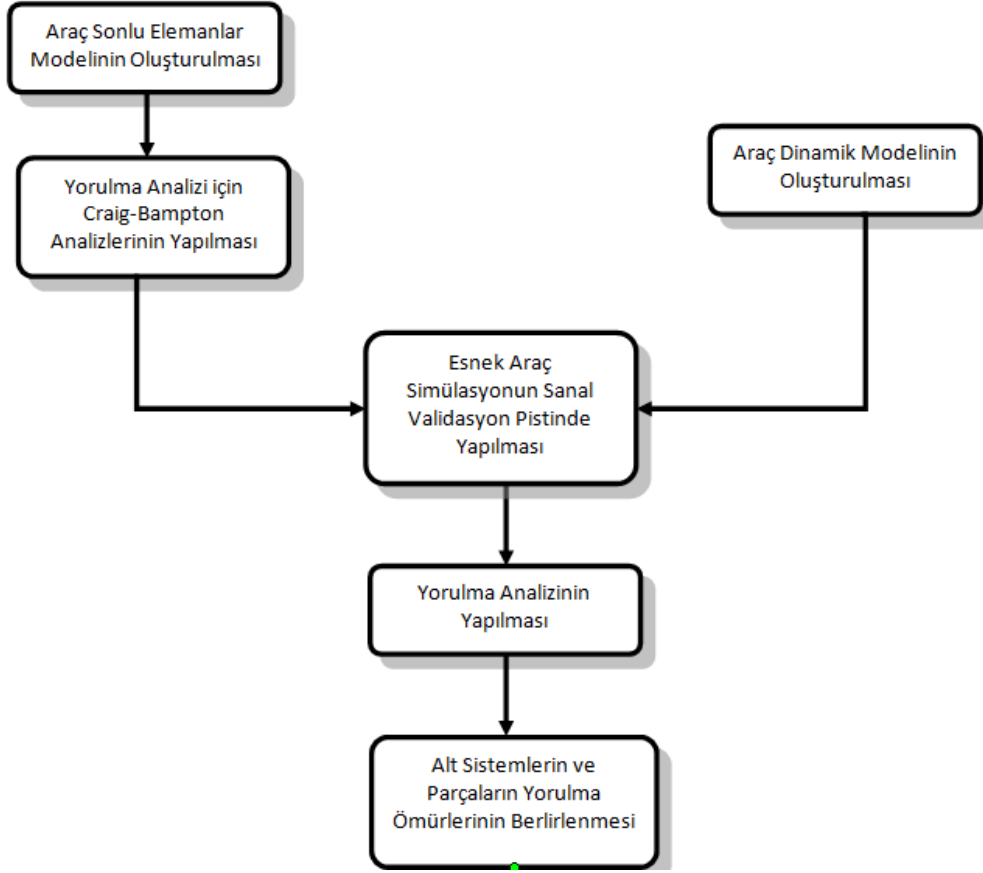 Araç Sonlu Elemanlar
Modelinin Oluşturulması
Yorulma Analizi için
Craig-Bampton
Analizlerinin Yapılması
Araç Dinamik Modelinin
Oluşturulması
Esnek Araç
Simülasyonun Sanal
Validasyon Pistinde
Yapılması
Yorulma Analizinin
Yapılması
Alt Sistemlerin ve
Parçaların Yorulma
Ömürlerinin Berlirlenmesi